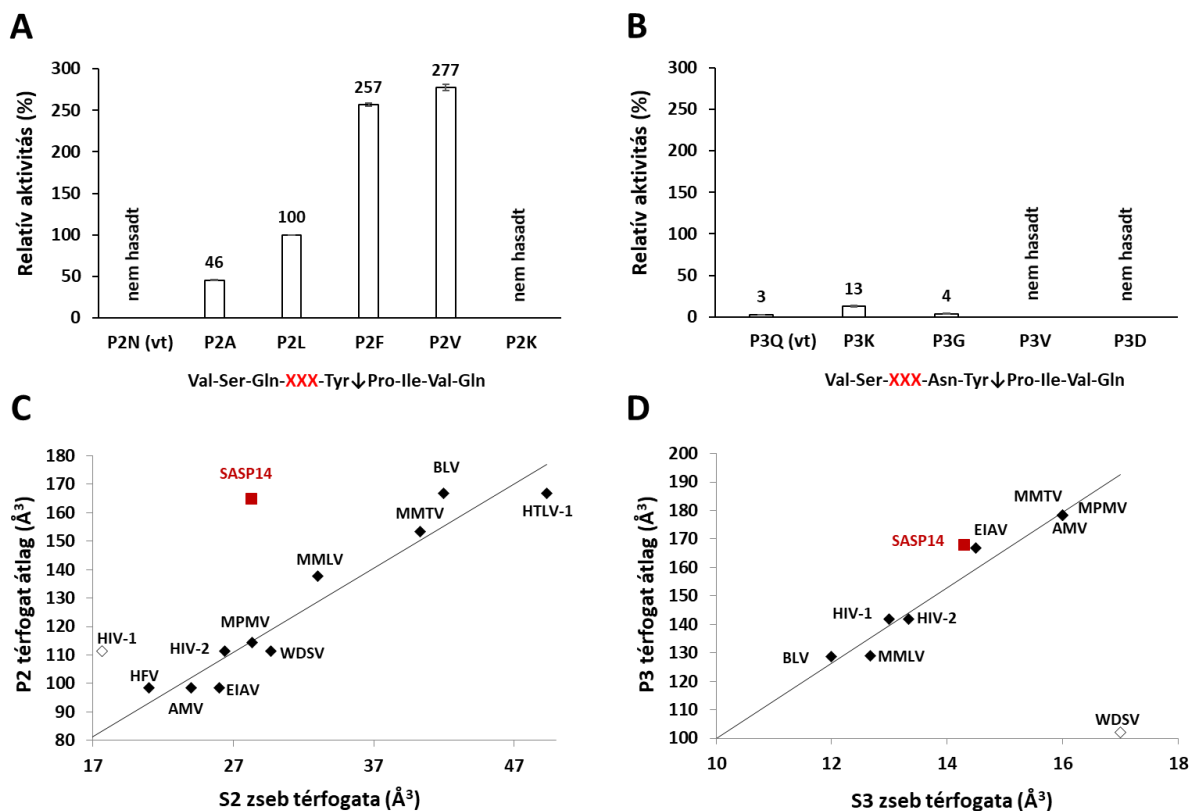 A
Relatív aktivitás (%)
300
250
200
150
100
50
0
nem hasadt
46
100
257
277
nem hasadt
P2N (vt) P2A P2L P2F P2V P2K
Val-Ser-Gln-XXX-Tyr↓Pro-Ile-Val-Gln
B
Relatív aktivitás (%)
300
250
200
150
100
50
0
3
13
4
nem hasadt
nem hasadt
P3Q (vt) P3K P3G P3V P3D
Val-Ser-XXX-Asn-Tyr↓Pro-Ile-Val-Gln
C
P2 térfogat átlag (Å³)
180
170
160
150
140
130
120
110
100
90
80
SASP14
BLV
HTLV-1
MMTV
MMLV
MPMV
HIV-1
HIV-2
WDSV
HFV
AMV
EIAV
17 27 37 47
S2 zseb térfogata (Å³)
D
P3 térfogat átlag (Å³)
200
190
180
170
160
150
140
130
120
110
100
MMTV
MPMV
AMV
EIAV
SASP14
HIV-1
HIV-2
BLV
MMLV
WDSV
10 12 14 16 18
S3 zseb térfogata (Å³)